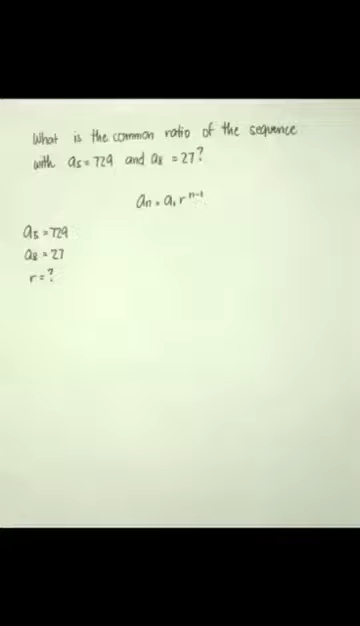 What is the common ratio of the sequence
with a₅ = 729 and a₈ = 27?
aₙ = a₁ rⁿ⁻¹
a₅ = 729
a₈ = 27
r = ?